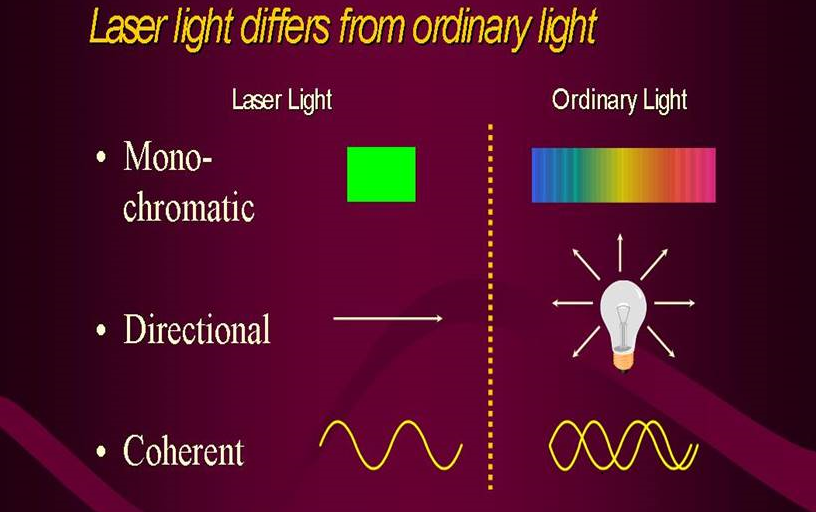 Laser light differs from ordinary light
Laser Light
Ordinary Light
• Mono-
chromatic
• Directional
• Coherent